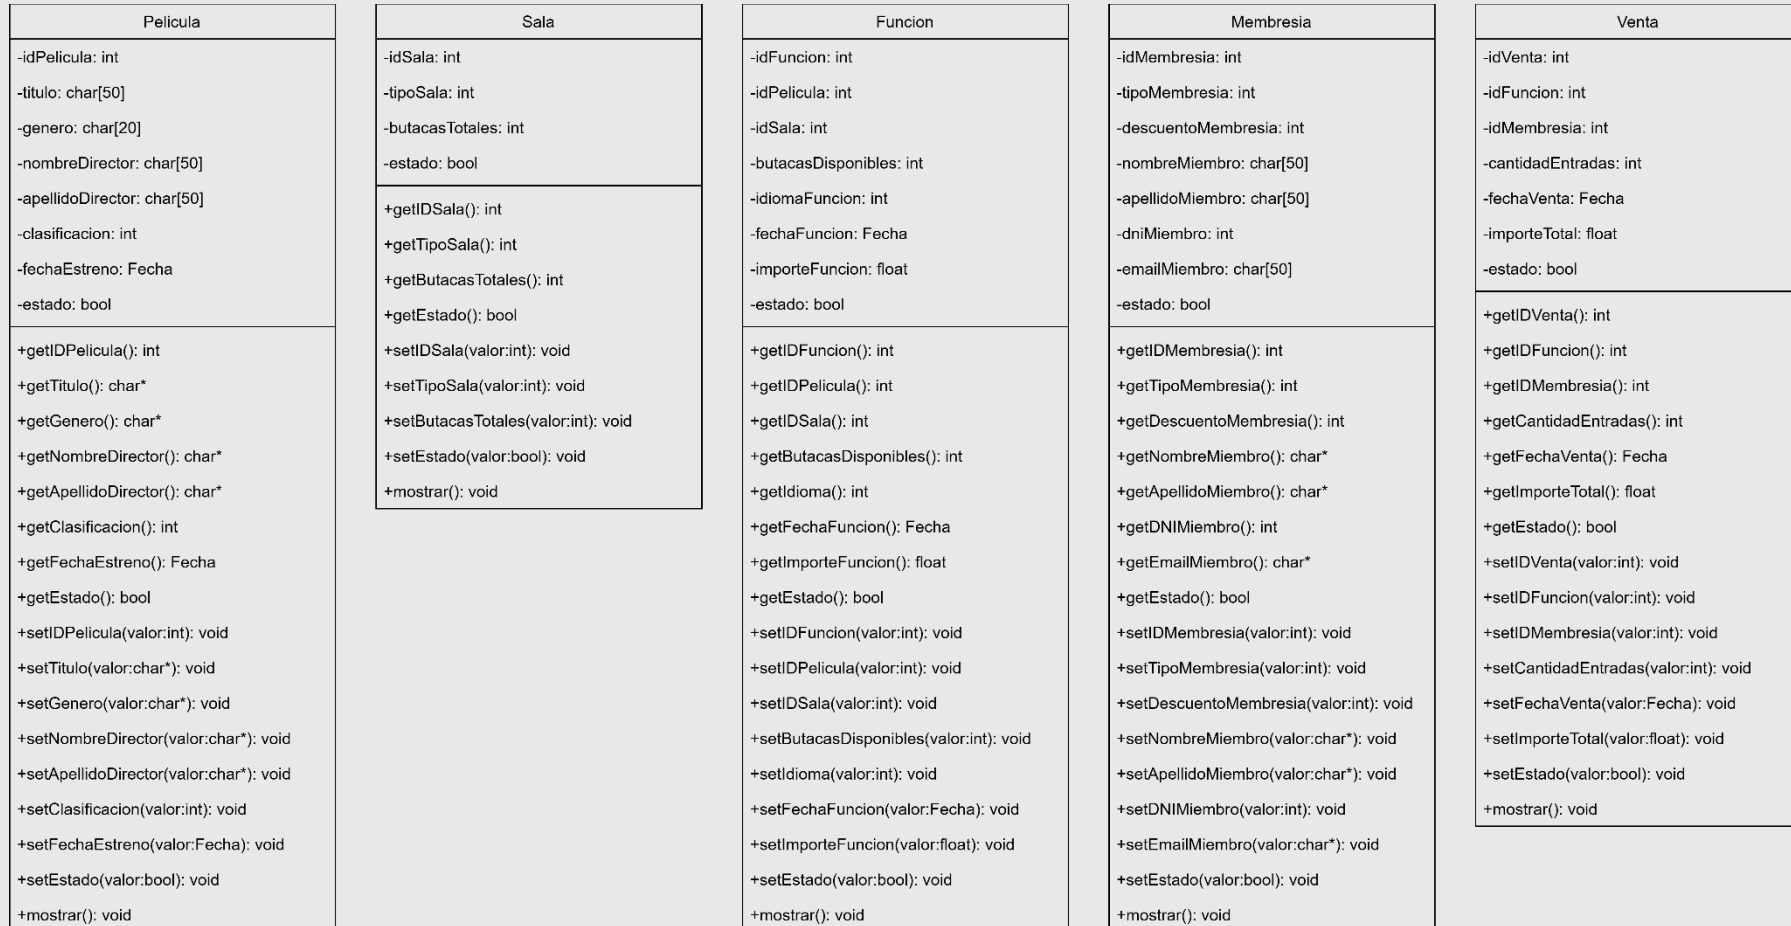 Pelicula
-idPelicula: int
-titulo: char[50]
-genero: char[20]
-nombreDirector: char[50]
-apellidoDirector: char[50]
-clasificacion: int
-fechaEstreno: Fecha
-estado: bool
+getIDPelicula(): int
+getTitulo(): char*
+getGenero(): char*
+getNombreDirector(): char*
+getApellidoDirector(): char*
+getClasificacion(): int
+getFechaEstreno(): Fecha
+getEstado(): bool
+setIDPelicula(valor:int): void
+setTitulo(valor:char*): void
+setGenero(valor:char*): void
+setNombreDirector(valor:char*): void
+setApellidoDirector(valor:char*): void
+setClasificacion(valor:int): void
+setFechaEstreno(valor:Fecha): void
+setEstado(valor:bool): void
+mostrar(): void
Sala
-idSala: int
-tipoSala: int
-butacasTotales: int
-estado: bool
+getIDSala(): int
+getTipoSala(): int
+getButacasTotales(): int
+getEstado(): bool
+setIDSala(valor:int): void
+setTipoSala(valor:int): void
+setButacasTotales(valor:int): void
+setEstado(valor:bool): void
+mostrar(): void
Funcion
-idFuncion: int
-idPelicula: int
-idSala: int
-butacasDisponibles: int
-idiomaFuncion: int
-fechaFuncion: Fecha
-importeFuncion: float
-estado: bool
+getIDFuncion(): int
+getIDPelicula(): int
+getIDSala(): int
+getButacasDisponibles(): int
+getIdioma(): int
+getFechaFuncion(): Fecha
+getImporteFuncion(): float
+getEstado(): bool
+setIDFuncion(valor:int): void
+setIDPelicula(valor:int): void
+setIDSala(valor:int): void
+setButacasDisponibles(valor:int): void
+setIdioma(valor:int): void
+setFechaFuncion(valor:Fecha): void
+setImporteFuncion(valor:float): void
+setEstado(valor:bool): void
+mostrar(): void
Membresia
-idMembresia: int
-tipoMembresia: int
-descuentoMembresia: int
-nombreMiembro: char[50]
-apellidoMiembro: char[50]
-dniMiembro: int
-emailMiembro: char[50]
-estado: bool
+getIDMembresia(): int
+getTipoMembresia(): int
+getDescuentoMembresia(): int
+getNombreMiembro(): char*
+getApellidoMiembro(): char*
+getDNIMiembro(): int
+getEmailMiembro(): char*
+getEstado(): bool
+setIDMembresia(valor:int): void
+setTipoMembresia(valor:int): void
+setDescuentoMembresia(valor:int): void
+setNombreMiembro(valor:char*): void
+setApellidoMiembro(valor:char*): void
+setDNIMiembro(valor:int): void
+setEmailMiembro(valor:char*): void
+setEstado(valor:bool): void
+mostrar(): void
Venta
-idVenta: int
-idFuncion: int
-idMembresia: int
-cantidadEntradas: int
-fechaVenta: Fecha
-importeTotal: float
-estado: bool
+getIDVenta(): int
+getIDFuncion(): int
+getIDMembresia(): int
+getCantidadEntradas(): int
+getFechaVenta(): Fecha
+getImporteTotal(): float
+getEstado(): bool
+setIDVenta(valor:int): void
+setIDFuncion(valor:int): void
+setIDMembresia(valor:int): void
+setCantidadEntradas(valor:int): void
+setFechaVenta(valor:Fecha): void
+setImporteTotal(valor:float): void
+setEstado(valor:bool): void
+mostrar(): void